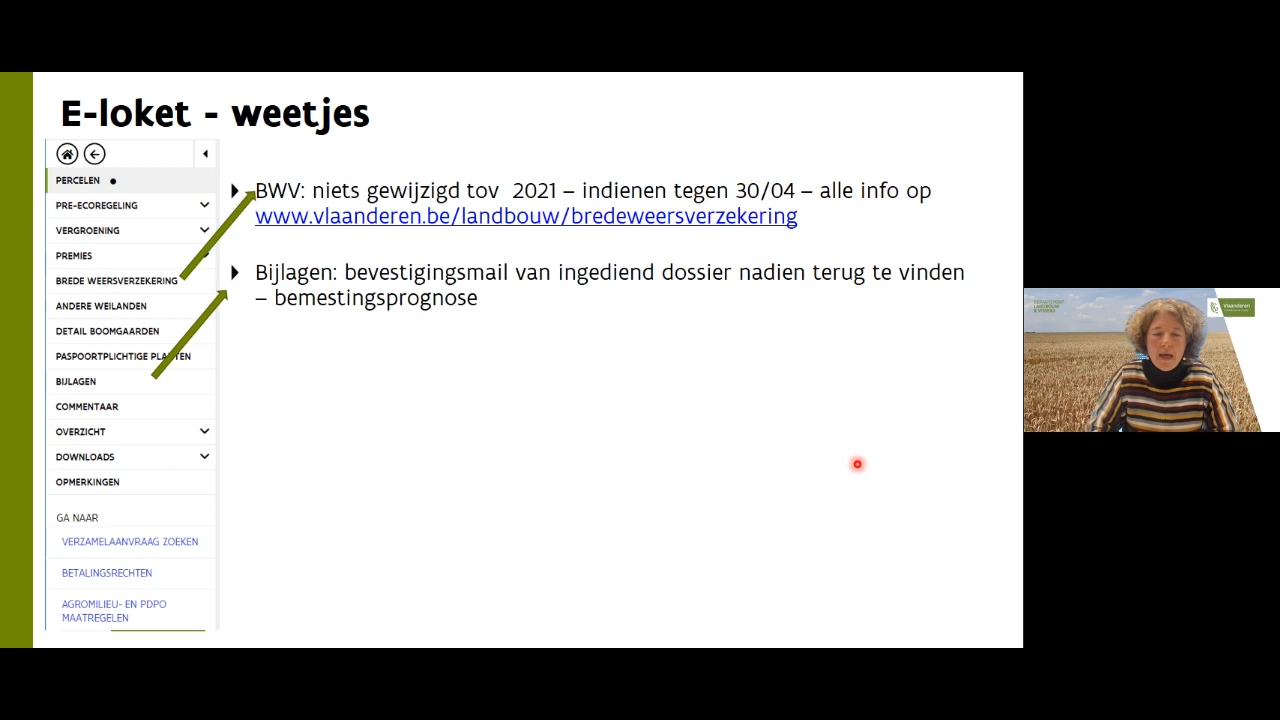 E-loket - weetjes
PERCELEN
PRE-ECOREGELING
VERGROENING
PREMIES
BREDE WEERSVERZEKERING
ANDERE WEILANDEN
DETAIL BOOMGAARDEN
PASPOORTPLICHTIGE PLANTEN
BIJLAGEN
COMMENTAAR
OVERZICHT
DOWNLOADS
OPMERKINGEN
GA NAAR
VERZAMELAANVRAAG ZOEKEN
BETALINGSRECHTEN
AGROMILIEU- EN PDPO
MAATREGELEN
BWV: niets gewijzigd tov 2021 – indienen tegen 30/04 – alle info op
www.vlaanderen.be/landbouw/bredeweersverzekering
Bijlagen: bevestigingsmail van ingediend dossier nadien terug te vinden
– bemestingsprognose
Vlaanderen